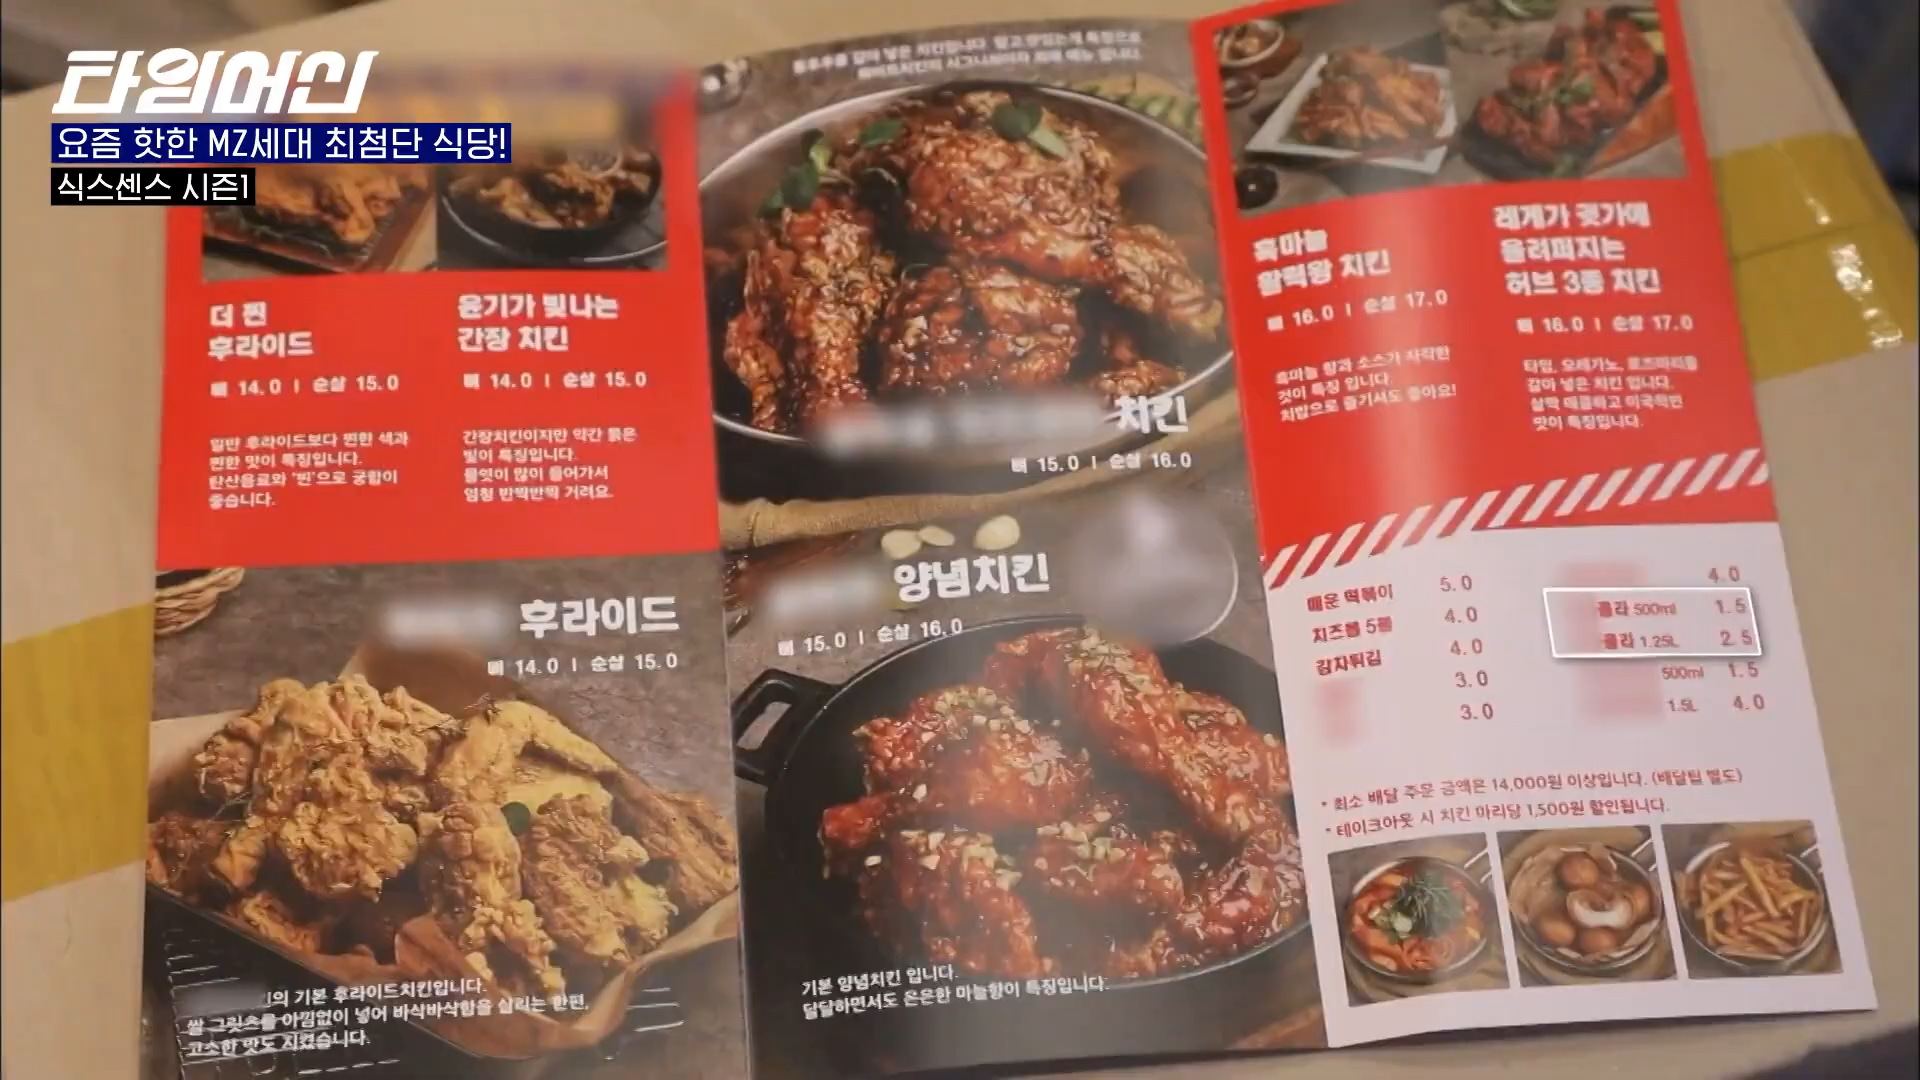 타임머신
요즘 핫한 MZ세대 최첨단 식당!
식스센스 시즌1
더 찐
후라이드
뼈 14.0 | 순살 15.0
일반 후라이드보다 찐한 색과
찐한 맛이 특징입니다.
탄산음료와 '찐'으로 궁합이
좋습니다.
윤기가 빛나는
간장 치킨
뼈 14.0 | 순살 15.0
간장치킨이지만 약간 붉은
빛이 특징입니다.
물엿이 많이 들어가서
엄청 반짝반짝 거려요.
후라이드
뼈 14.0 | 순살 15.0
의 기본 후라이드치킨입니다.
쌀 그릿츠를 아낌없이 넣어 바삭바삭함을 살리는 한편,
고소한 맛도 지켰습니다.
치킨
뼈 15.0 | 순살 16.0
양념치킨
뼈 15.0 | 순살 16.0
기본 양념치킨 입니다.
달달하면서도 은은한 마늘향이 특징입니다.
흑마늘
활력왕 치킨
뼈 16.0 | 순살 17.0
흑마늘 향과 소스가 자작한
것이 특징 입니다.
치밥으로 즐기셔도 좋아요!
레게가 귓가에
울려퍼지는
허브 3종 치킨
뼈 16.0 | 순살 17.0
타임, 오레가노, 로즈마리를
갈아 넣은 치킨 입니다.
살짝 매콤하고 이국적인
맛이 특징입니다.
매운 떡볶이 5.0
치즈볼 5볼 4.0
감자튀김 4.0
3.0
3.0
4.0
콜라 500ml 1.5
콜라 1.25L 2.5
500ml 1.5
1.5L 4.0
* 최소 배달 주문 금액은 14,000원 이상입니다. (배달팁 별도)
* 테이크아웃 시 치킨 마리당 1,500원 할인됩니다.